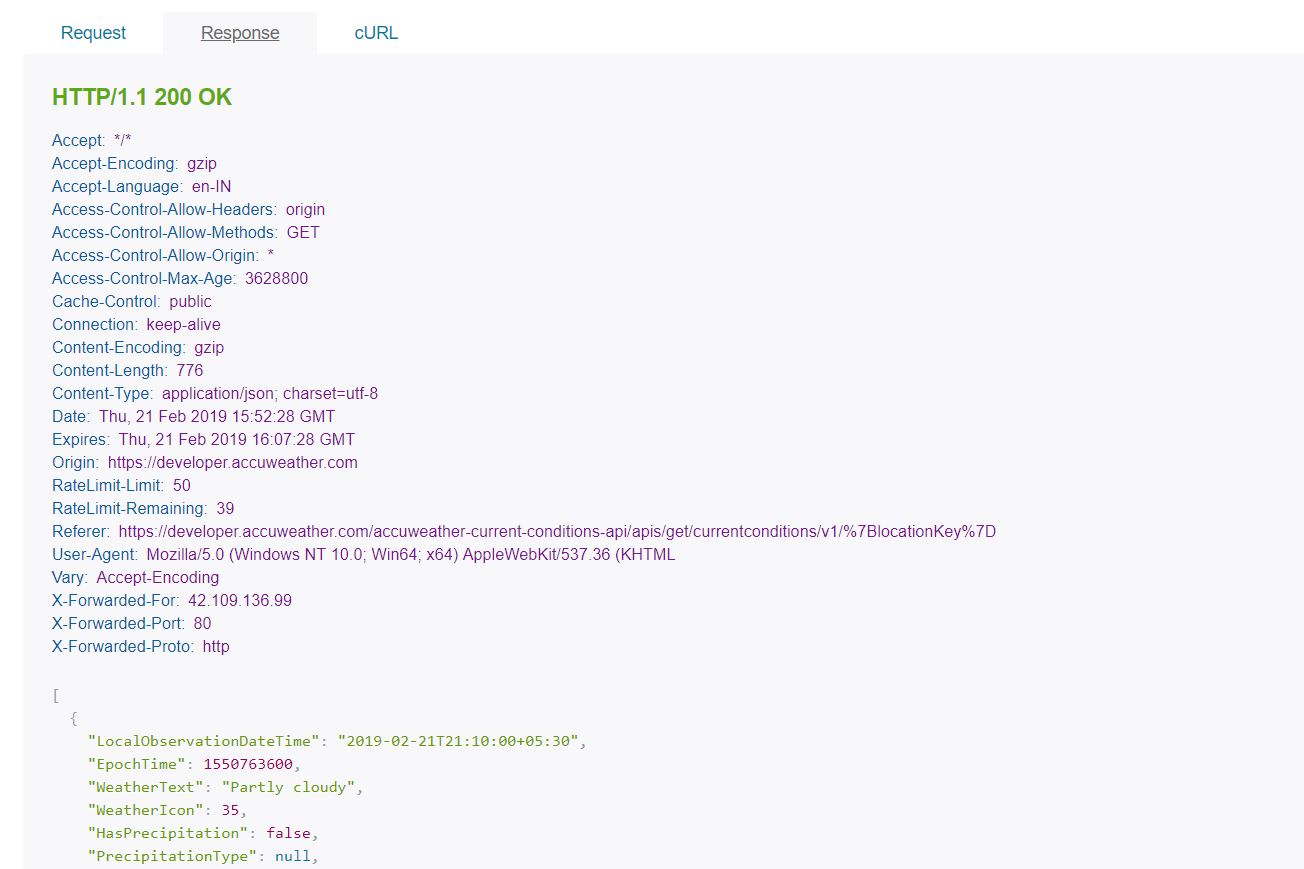 Request Response cURL
HTTP/1.1 200 OK
Accept: */*
Accept-Encoding: gzip
Accept-Language: en-IN
Access-Control-Allow-Headers: origin
Access-Control-Allow-Methods: GET
Access-Control-Allow-Origin: *
Access-Control-Max-Age: 3628800
Cache-Control: public
Connection: keep-alive
Content-Encoding: gzip
Content-Length: 776
Content-Type: application/json; charset=utf-8
Date: Thu, 21 Feb 2019 15:52:28 GMT
Expires: Thu, 21 Feb 2019 16:07:28 GMT
Origin: https://developer.accuweather.com
RateLimit-Limit: 50
RateLimit-Remaining: 39
Referer: https://developer.accuweather.com/accuweather-current-conditions-api/apis/get/currentconditions/v1/%7BlocationKey%7D
User-Agent: Mozilla/5.0 (Windows NT 10.0; Win64; x64) AppleWebKit/537.36 (KHTML
Vary: Accept-Encoding
X-Forwarded-For: 42.109.136.99
X-Forwarded-Port: 80
X-Forwarded-Proto: http
[
{
"LocalObservationDateTime": "2019-02-21T21:10:00+05:30",
"EpochTime": 1550763600,
"WeatherText": "Partly cloudy",
"WeatherIcon": 35,
"HasPrecipitation": false,
"PrecipitationType": null,